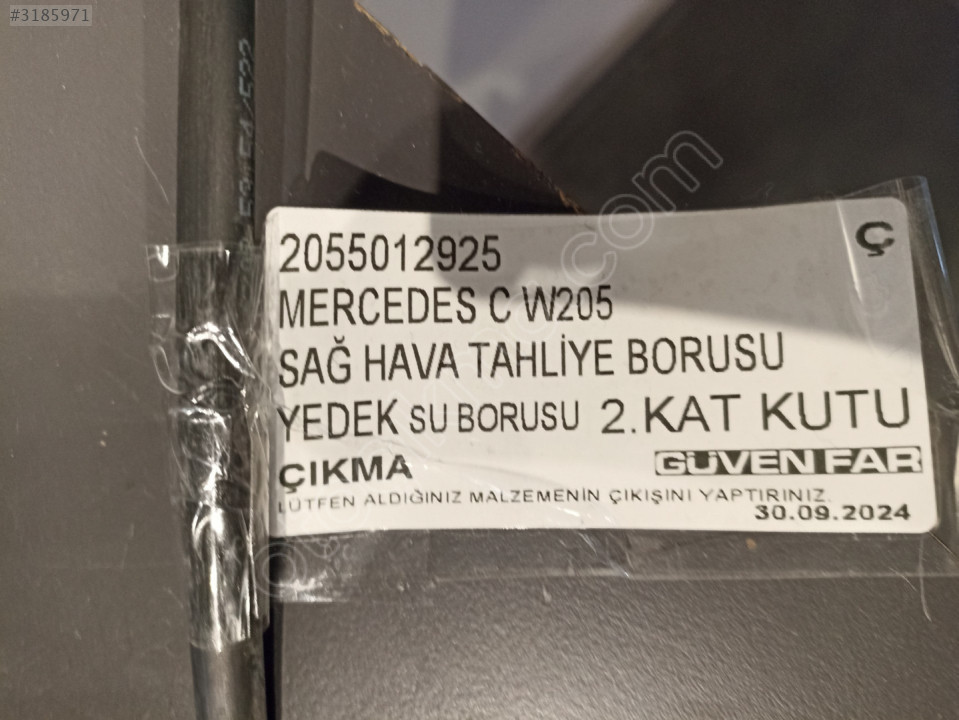 #3185971
2055012925
Ç
MERCEDES C W205
SAĞ HAVA TAHLİYE BORUSU
YEDEK SU BORUSU 2.KAT KUTU
ÇIKMA
GÜVEN FAR
LÜTFEN ALDIĞINIZ MALZEMENİN ÇIKIŞINI YAPTIRINIZ.
30.09.2024